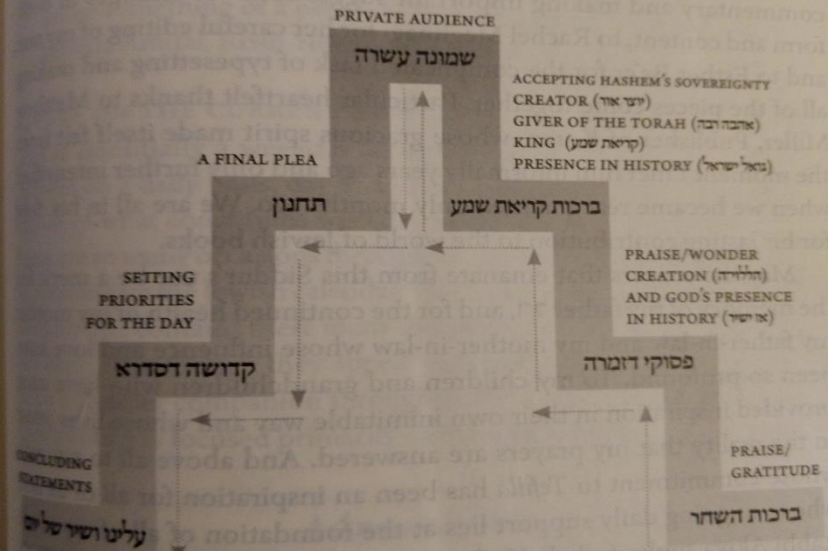 PRIVATE AUDIENCE
שמונה עשרה
ACCEPTING HASHEM'S SOVEREIGNTY
CREATOR (יוצר אור)
GIVER OF THE TORAH (אהבה רבה)
KING (קריאת שמע)
PRESENCE IN HISTORY (גואל ישראל)
A FINAL PLEA
תחנון
ברכות קריאת שמע
PRAISE/WONDER
CREATION (הללויה)
AND GOD'S PRESENCE
IN HISTORY (אז ישיר)
SETTING
PRIORITIES
FOR THE DAY
קדושה דסדרא
פסוקי דזמרה
CONCLUDING
STATEMENTS
עלינו ושיר של יום
PRAISE/
GRATITUDE
ברכות השחר